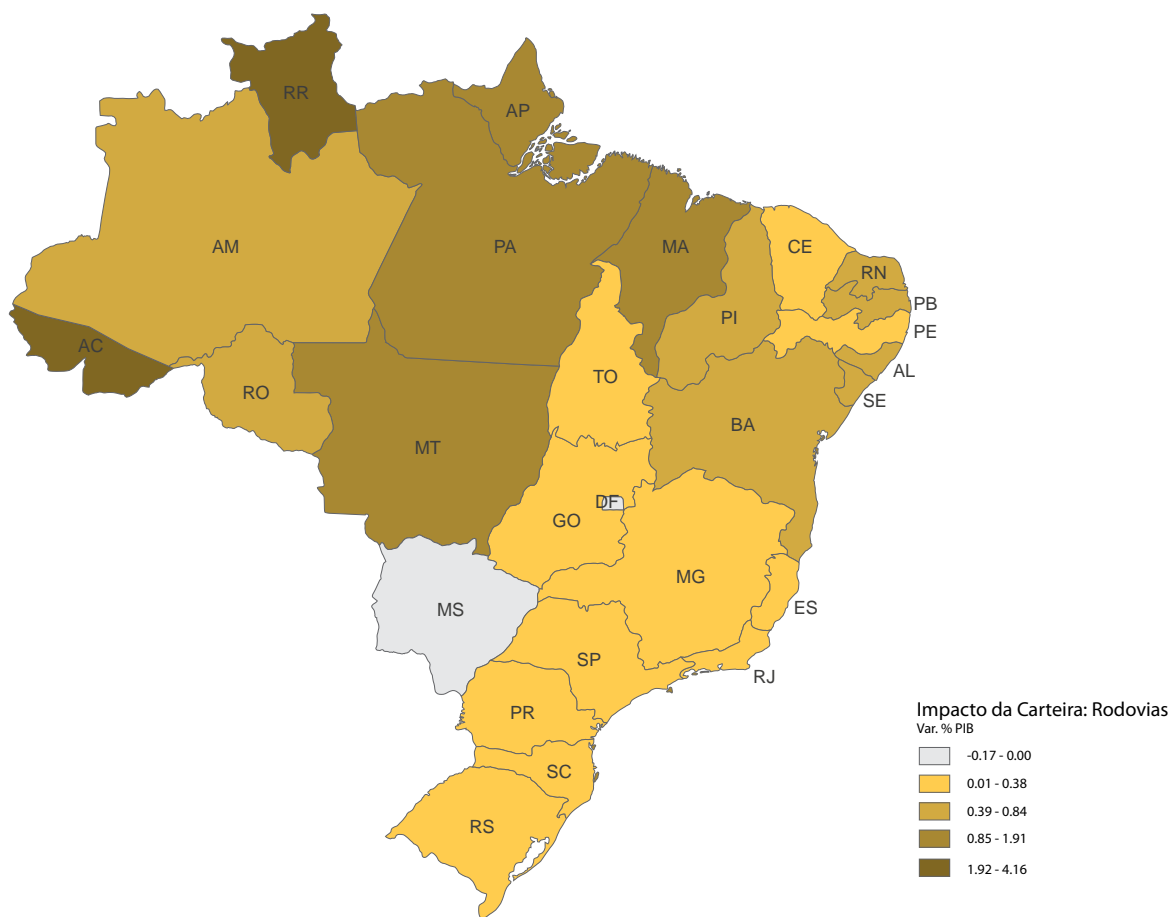 RR
AP
AM
PA
MA
CE
RN
PB
PE
PI
AL
SE
AC
RO
TO
BA
MT
DF
GO
MG
ES
MS
SP
RJ
PR
SC
RS
Impacto da Carteira: Rodovias
Var. % PIB
-0.17 - 0.00
0.01 - 0.38
0.39 - 0.84
0.85 - 1.91
1.92 - 4.16